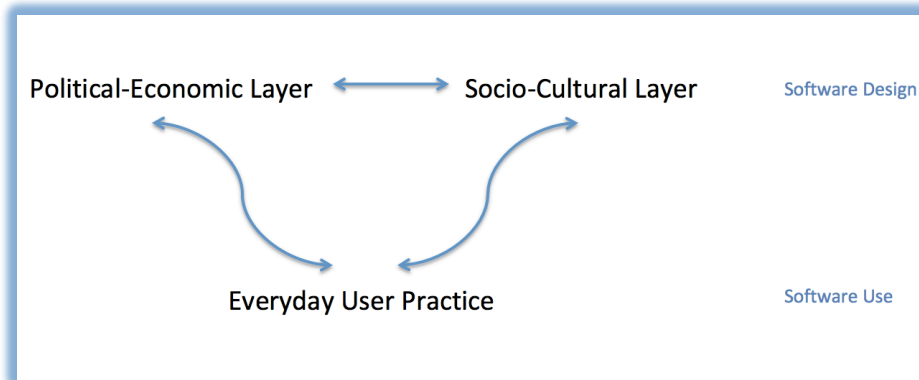 Political-Economic Layer
Socio-Cultural Layer
Software Design
Everyday User Practice
Software Use